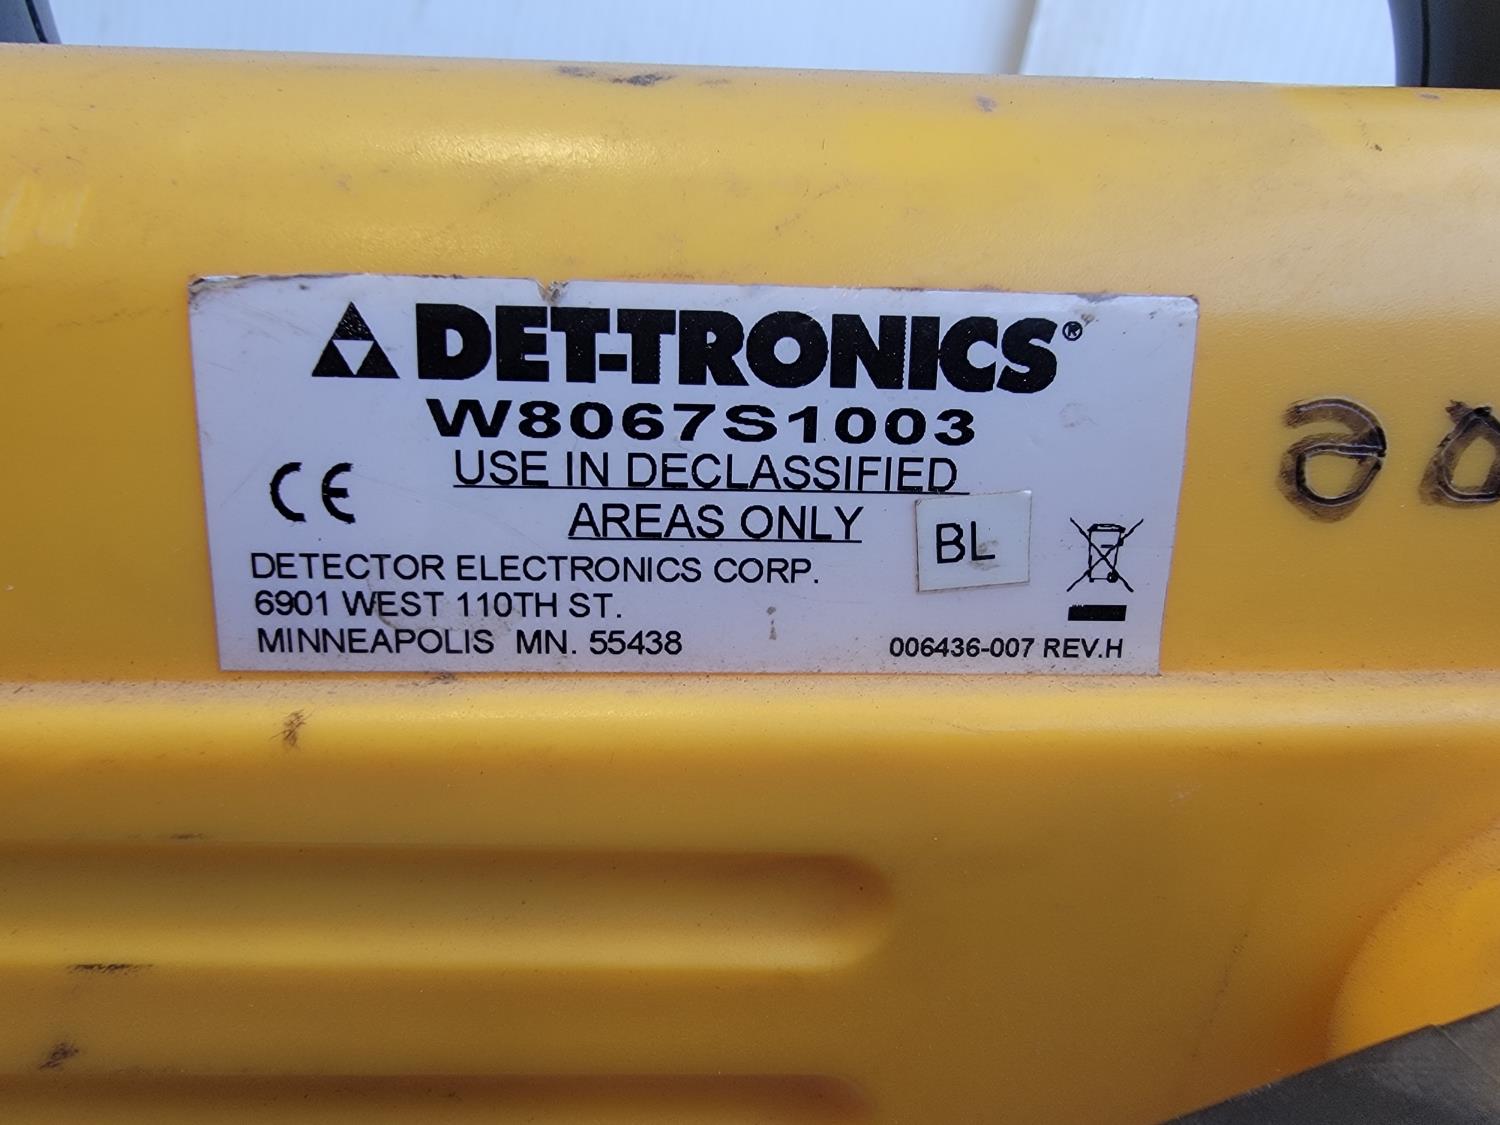 DET-TRONICS®
W8067S1003
USE IN DECLASSIFIED
AREAS ONLY
CE
BL
DETECTOR ELECTRONICS CORP.
6901 WEST 110TH ST.
MINNEAPOLIS MN. 55438
006436-007 REV.H